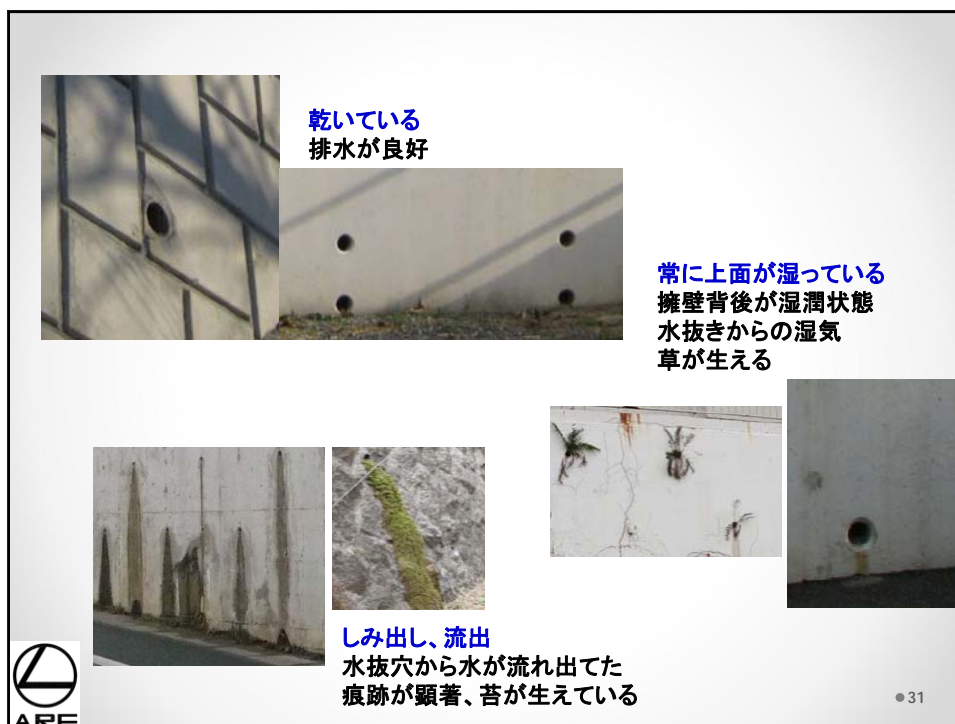 乾いている
排水が良好
常に上面が湿っている
擁壁背後が湿潤状態
水抜きからの湿気
草が生える
しみ出し、流出
水抜穴から水が流れ出てた
痕跡が顕著、苔が生えている
31